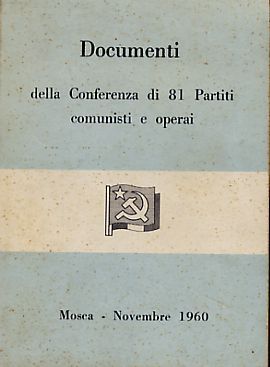 Documenti
della Conferenza di 81 Partiti
comunisti e operai
Mosca - Novembre 1960